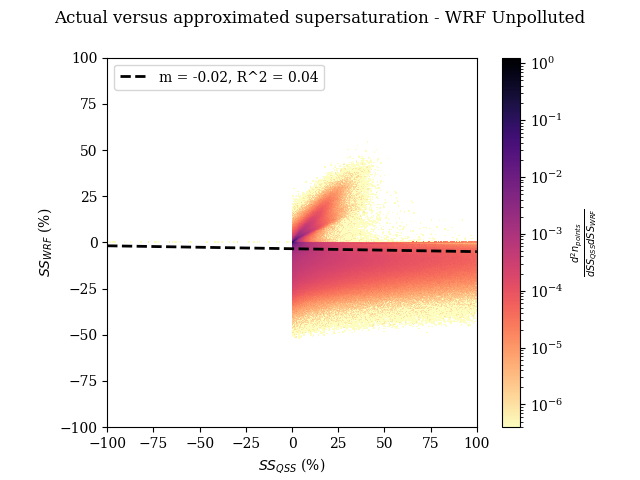 Actual versus approximated supersaturation - WRF Unpolluted
m = -0.02, R^2 = 0.04
100
75
50
25
0
−25
−50
−75
−100
SS_WRF (%)
−100 −75 −50 −25 0 25 50 75 100
SS_QSS (%)
10^0
10^−1
10^−2
10^−3
10^−4
10^−5
10^−6
d²n_points
dSS_QSS dSS_WRF